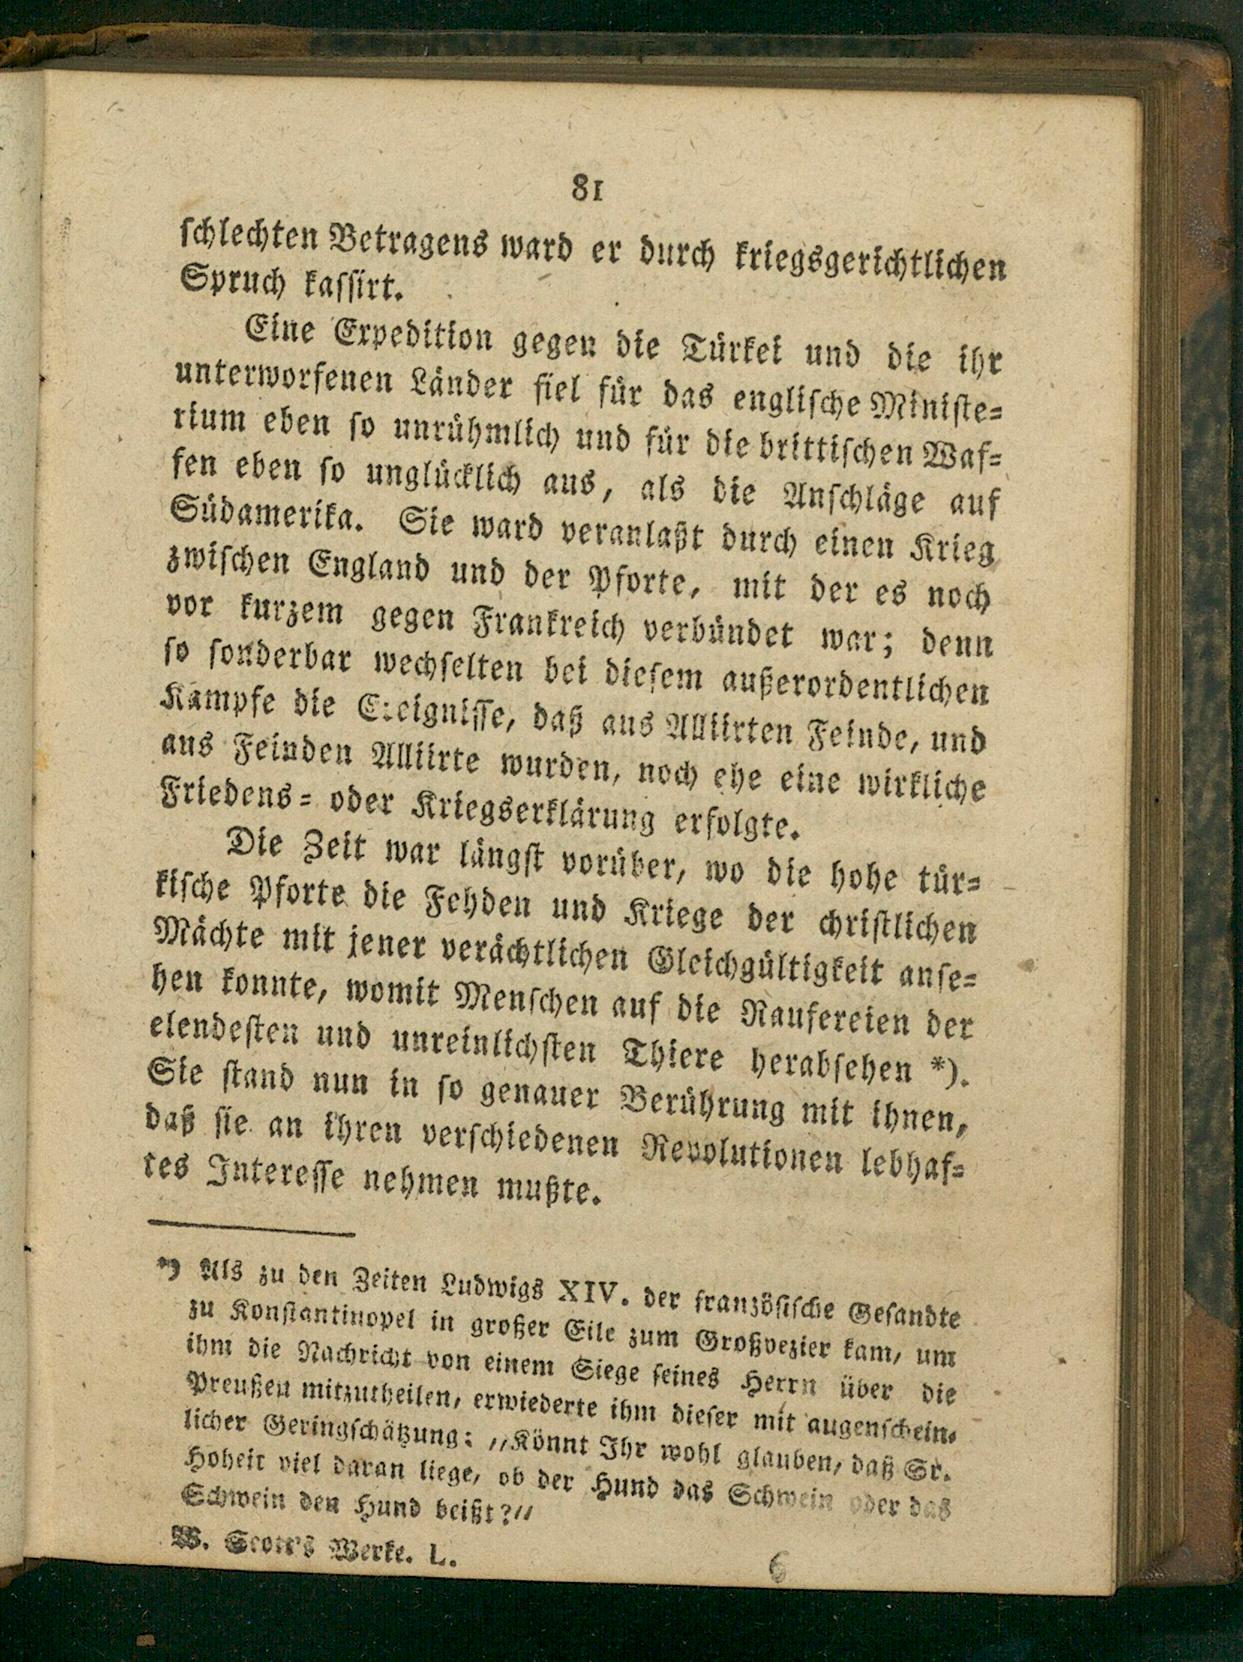 81
schlechten Betragens ward er durch kriegsgerichtlichen
Spruch kassirt.
Eine Expedition gegen die Türkei und die ihr
unterworfenen Länder fiel für das englische Ministe=
rium eben so unrühmlich und für die brittischen Waf=
fen eben so unglücklich aus, als die Anschläge auf
Südamerika. Sie ward veranlaßt durch einen Krieg
zwischen England und der Pforte, mit der es noch
vor kurzem gegen Frankreich verbündet war; denn
so sonderbar wechselten bei diesem außerordentlichen
Kampfe die Ereignisse, daß aus Alliirten Feinde, und
aus Feinden Alliirte wurden, noch ehe eine wirkliche
Friedens= oder Kriegserklärung erfolgte.
Die Zeit war längst vorüber, wo die hohe tür=
kische Pforte die Fehden und Kriege der christlichen
Mächte mit jener verächtlichen Gleichgültigkeit anse=
hen konnte, womit Menschen auf die Raufereien der
elendesten und unreinlichsten Thiere herabsehen *).
Sie stand nun in so genauer Berührung mit ihnen,
daß sie an ihren verschiedenen Revolutionen lebhaf=
tes Interesse nehmen mußte.
*) Als zu den Zeiten Ludwigs XIV. der französische Gesandte
zu Konstantinopel in großer Eile zum Großvezier kam, um
ihm die Nachricht von einem Siege seines Herrn über die
Preußen mitzutheilen, erwiederte ihm dieser mit augenschein=
licher Geringschätzung: „Könnt Ihr wohl glauben, daß Sr.
Hoheit viel daran liege, ob der Hund das Schwein oder das
Schwein den Hund beißt?„
W. Scott's Werke. L.
6